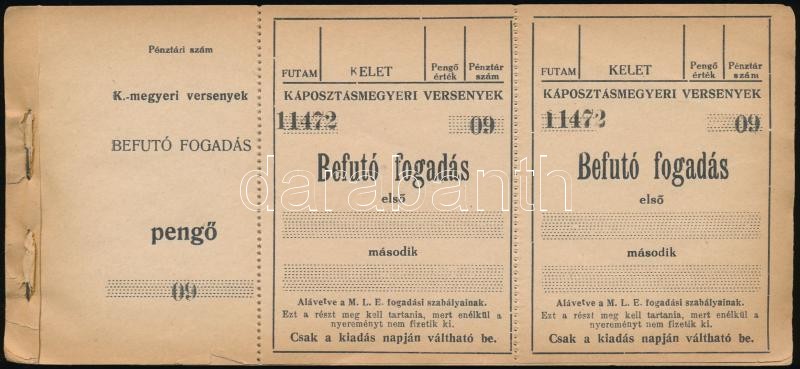 Pénztári szám
K.-megyeri versenyek
BEFUTÓ FOGADÁS
pengő
09
FUTAM KELET Pengő érték Pénztár szám
KÁPOSZTÁSMEGYERI VERSENYEK
11472 09
Befutó fogadás
első
második
Alávetve a M. L. E. fogadási szabályainak.
Ezt a részt meg kell tartania, mert enélkül a
nyereményt nem fizetik ki.
Csak a kiadás napján váltható be.
FUTAM KELET Pengő érték Pénztár szám
KÁPOSZTÁSMEGYERI VERSENYEK
11472 09
Befutó fogadás
első
második
Alávetve a M. L. E. fogadási szabályainak.
Ezt a részt meg kell tartania, mert enélkül a
nyereményt nem fizetik ki.
Csak a kiadás napján váltható be.
darabanth